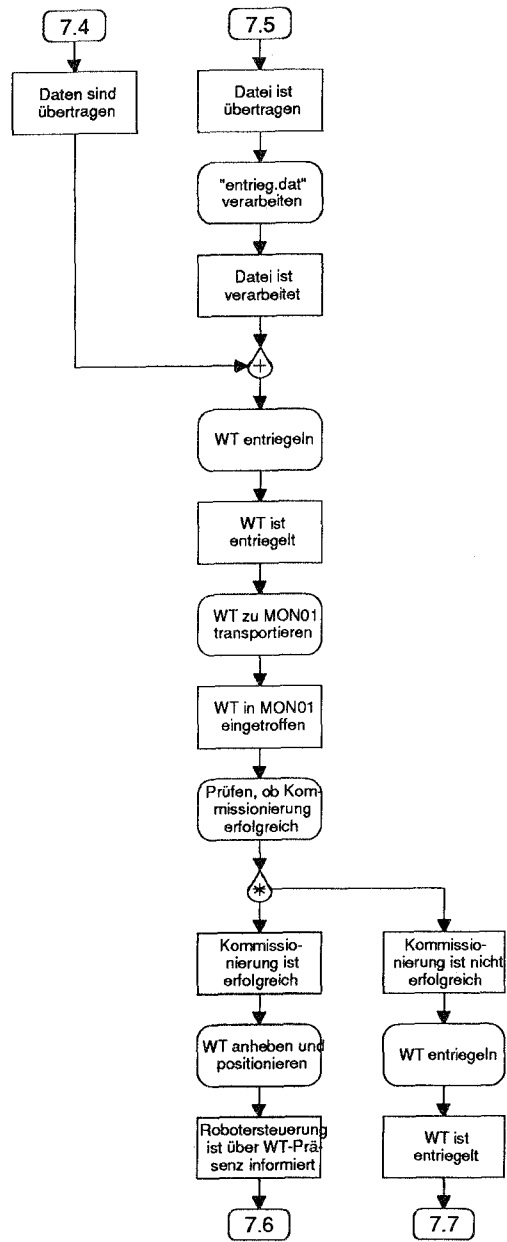 7.4
7.5
Daten sind
übertragen
Datei ist
übertragen
"entrieg.dat"
verarbeiten
Datei ist
verarbeitet
+
WT entriegeln
WT ist
entriegelt
WT zu MON01
transportieren
WT in MON01
eingetroffen
Prüfen, ob Kom-
missionierung
erfolgreich
*
Kommissio-
nierung ist
erfolgreich
Kommissio-
nierung ist nicht
erfolgreich
WT anheben und
positionieren
WT entriegeln
Robotersteuerung
ist über WT-Prä-
senz informiert
WT ist
entriegelt
7.6
7.7